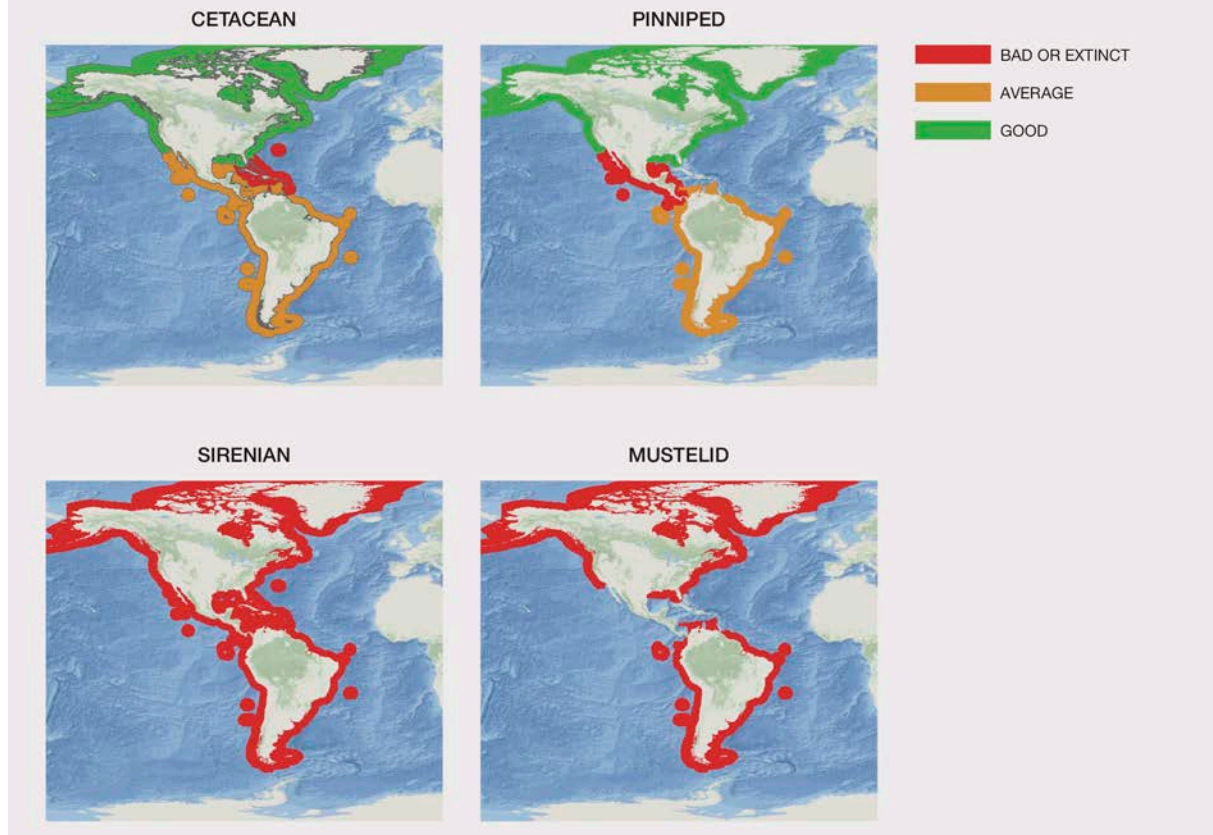 CETACEAN
PINNIPED
BAD OR EXTINCT
AVERAGE
GOOD
SIRENIAN
MUSTELID